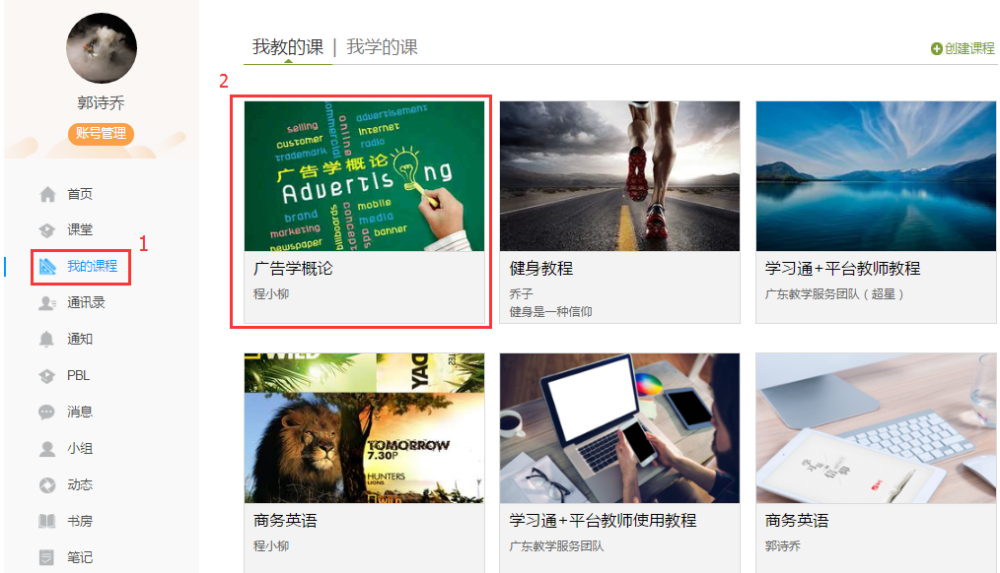 郭诗乔
账号管理
首页
课堂
1
我的课程
通讯录
通知
PBL
消息
小组
动态
书房
笔记
我教的课 | 我学的课
创建课程
2
selling
customer
trademark
commercial
online
advertisement
internet
radio
广告学概论
Advertising
brand
marketing
newspaper
billboards
mobile
media
banner
广告学概论
程小柳
健身教程
乔子
健身是一种信仰
学习通+平台教师教程
广东教学服务团队（超星）
WILD
TOMORROW
7.30P
HUNTERS
LIONS
WILD
商务英语
程小柳
学习通+平台教师使用教程
广东教学服务团队
商务英语
郭诗乔